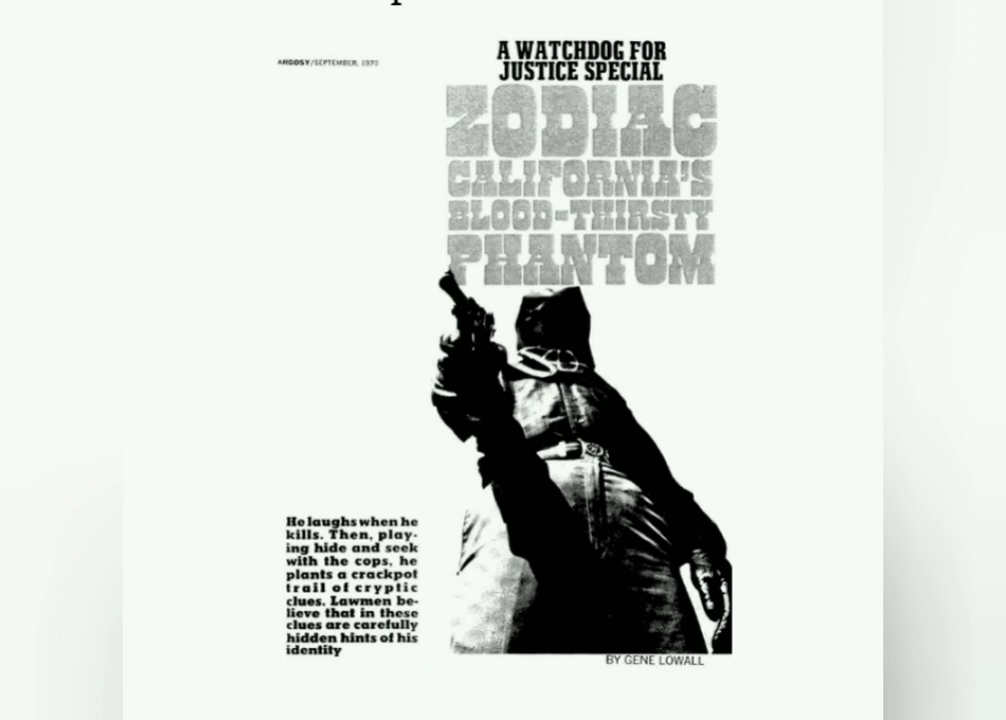 ARGOSY/SEPTEMBER, 1970
A WATCHDOG FOR
JUSTICE SPECIAL
ZODIAC
CALIFORNIA'S
BLOOD-THIRSTY
PHANTOM
He laughs when he
kills. Then, play-
ing hide and seek
with the cops, he
plants a crackpot
trail of cryptic
clues. Lawmen be-
lieve that in these
clues are carefully
hidden hints of his
identity
BY GENE LOWALL